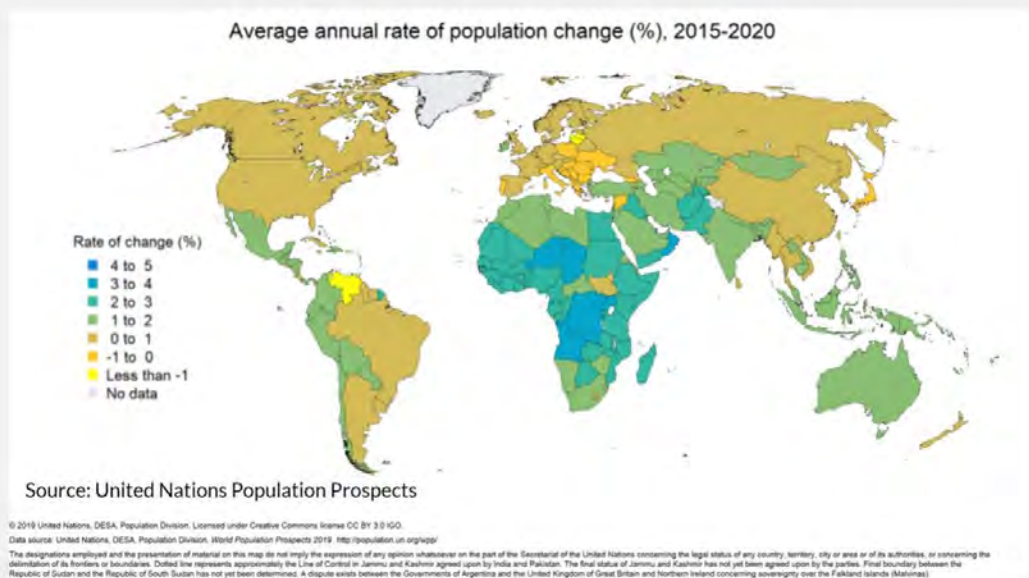 Average annual rate of population change (%), 2015-2020
Rate of change (%)
4 to 5
3 to 4
2 to 3
1 to 2
0 to 1
-1 to 0
Less than -1
No data
Source: United Nations Population Prospects
© 2019 United Nations, DESA, Population Division. Licensed under Creative Commons license CC BY 3.0 IGO.
Data source: United Nations, DESA, Population Division. World Population Prospects 2019. http://population.un.org/wpp/
The designations employed and the presentation of material on this map do not imply the expression of any opinion whatsoever on the part of the Secretariat of the United Nations concerning the legal status of any country, territory, city or area or of its authorities, or concerning the
delimitation of its frontiers or boundaries. Dotted line represents approximately the Line of Control in Jammu and Kashmir agreed upon by India and Pakistan. The final status of Jammu and Kashmir has not yet been agreed upon by the parties. Final boundary between the
Republic of Sudan and the Republic of South Sudan has not yet been determined. A dispute exists between the Governments of Argentina and the United Kingdom of Great Britain and Northern Ireland concerning sovereignty over the Falkland Islands (Malvinas).